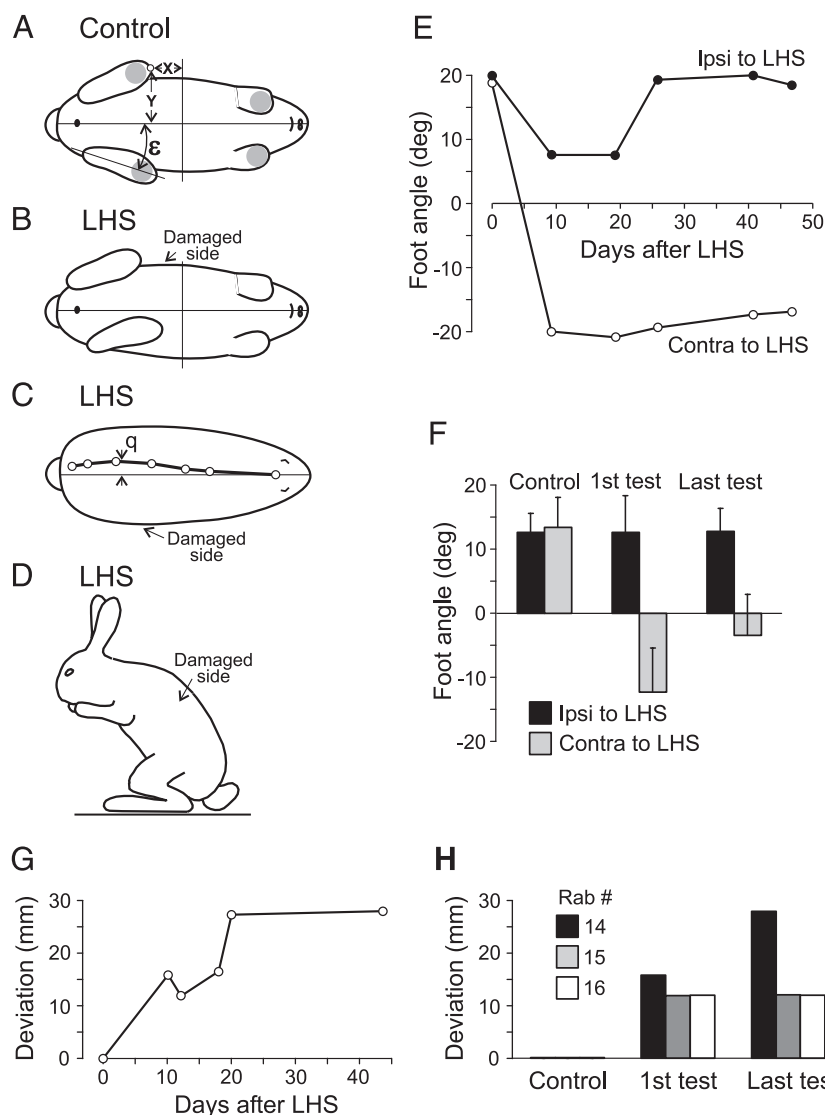 A Control
X
Y
ε
B LHS
Damaged
side
C LHS
q
Damaged
side
D LHS
Damaged
side
E
Foot angle (deg)
20
10
0
-10
-20
0 10 20 30 40 50
Days after LHS
Ipsi to LHS
Contra to LHS
F
Foot angle (deg)
20
10
0
-10
-20
Control 1st test Last test
Ipsi to LHS
Contra to LHS
G
Deviation (mm)
30
20
10
0
0 10 20 30 40
Days after LHS
H
Deviation (mm)
30
20
10
0
Rab #
14
15
16
Control 1st test Last tes